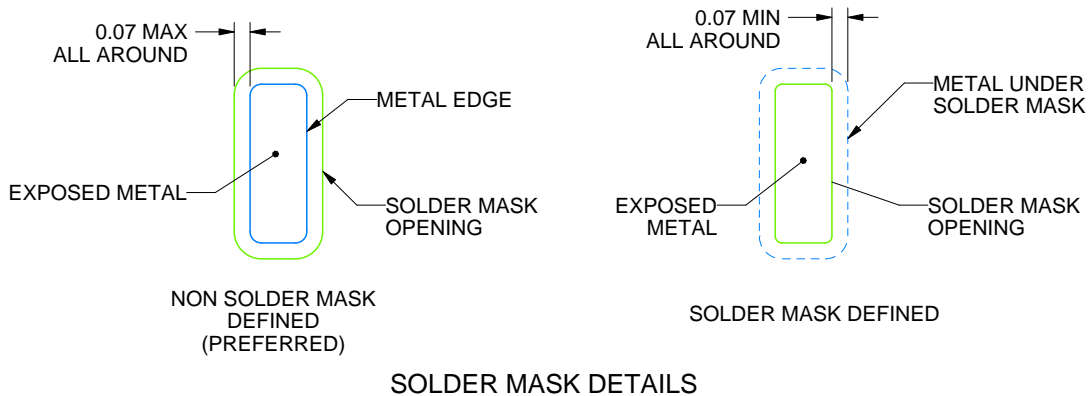 0.07 MAX
ALL AROUND
METAL EDGE
EXPOSED METAL
SOLDER MASK
OPENING
NON SOLDER MASK
DEFINED
(PREFERRED)
0.07 MIN
ALL AROUND
METAL UNDER
SOLDER MASK
EXPOSED
METAL
SOLDER MASK
OPENING
SOLDER MASK DEFINED
SOLDER MASK DETAILS